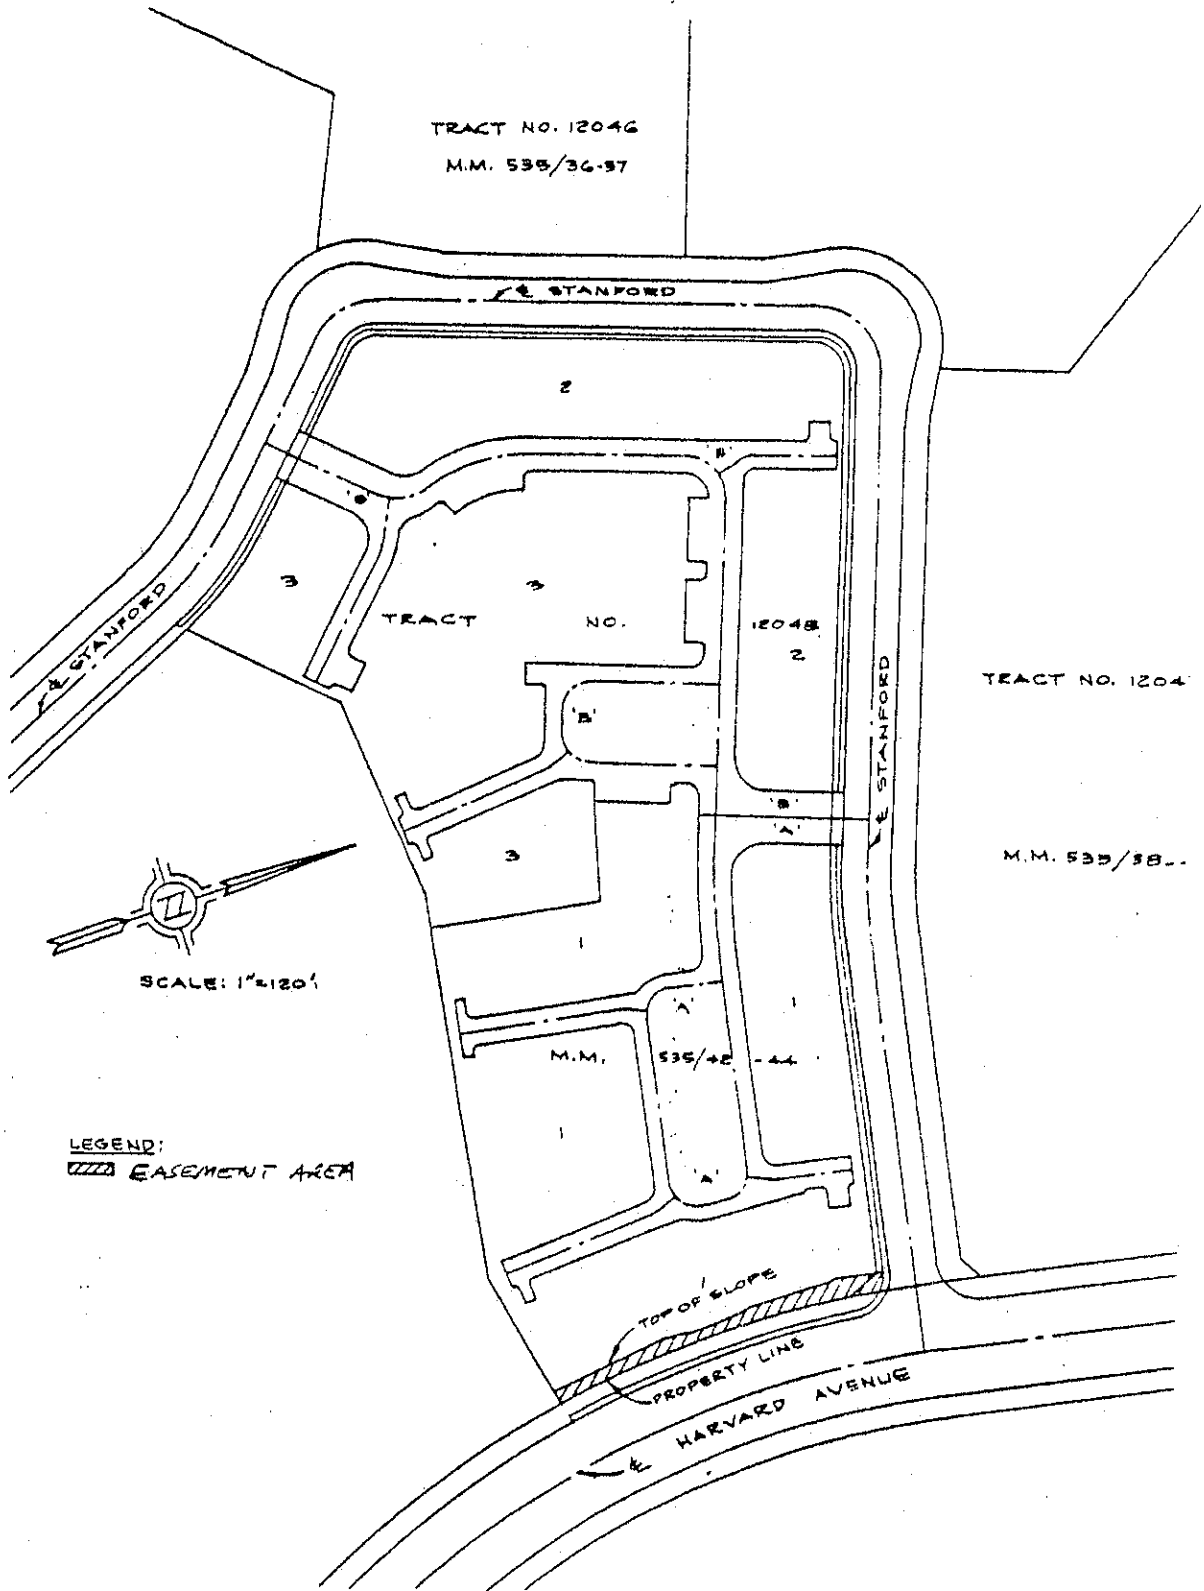 TRACT NO. 12046
M.M. 535/36-37
℄ STANFORD
2
'B'
3
3
℄ STANFORD
TRACT NO. 12048
2
℄ STANFORD
TRACT NO. 1204
'B'
'B'
'A'
3
M.M. 535/38--
SCALE: 1"=120'
1
'A'
1
M.M. 535/42-44
1
LEGEND:
EASEMENT AREA
'A'
TOP OF SLOPE
PROPERTY LINE
℄ HARVARD AVENUE